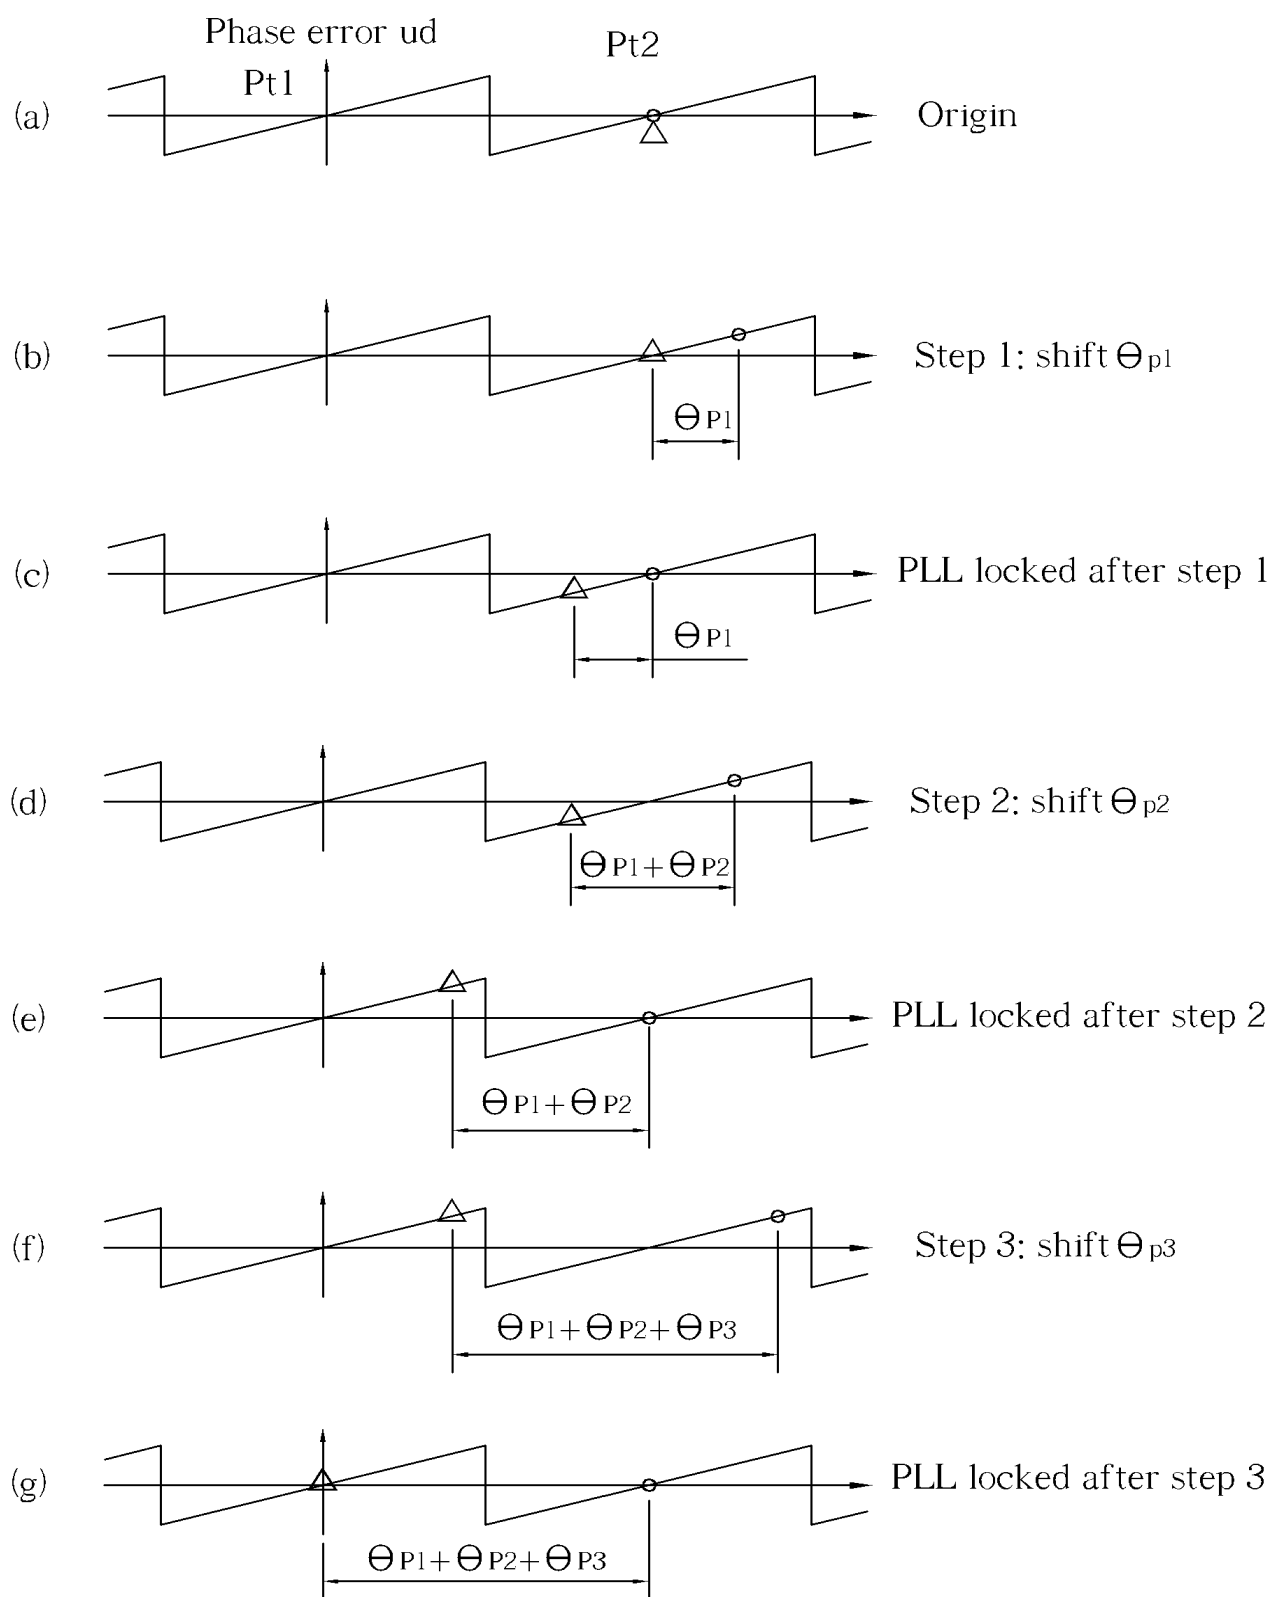 Phase error ud
Pt1
Pt2
(a)
Origin
(b)
Step 1: shift Θp1
ΘP1
(c)
PLL locked after step 1
ΘP1
(d)
Step 2: shift Θp2
ΘP1+ΘP2
(e)
PLL locked after step 2
ΘP1+ΘP2
(f)
Step 3: shift Θp3
ΘP1+ΘP2+ΘP3
(g)
PLL locked after step 3
ΘP1+ΘP2+ΘP3